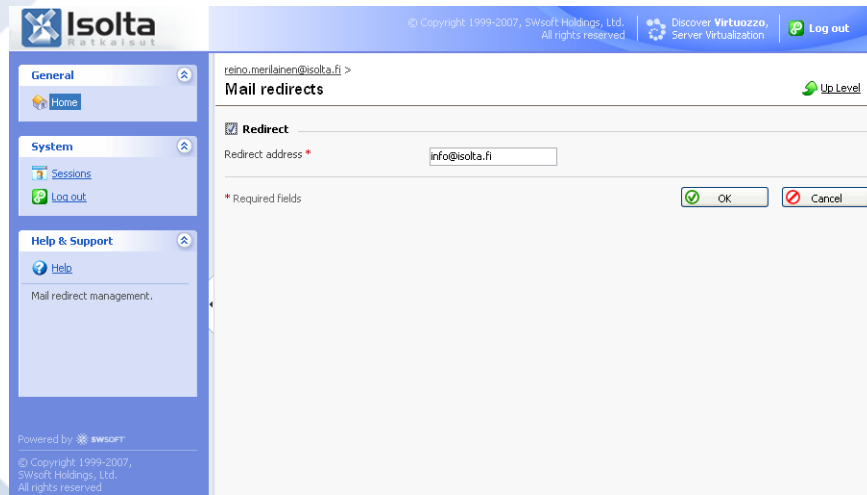 Isolta
Ratkaisut
© Copyright 1999-2007, SWsoft Holdings, Ltd.
All rights reserved
Discover Virtuozzo,
Server Virtualization
Log out
General
Home
System
Sessions
Log out
Help & Support
Help
Mail redirect management.
Powered by SWSOFT
© Copyright 1999-2007,
SWsoft Holdings, Ltd.
All rights reserved
reino.merilainen@isolta.fi >
Mail redirects
Up Level
Redirect
Redirect address *
info@isolta.fi
* Required fields
OK
Cancel